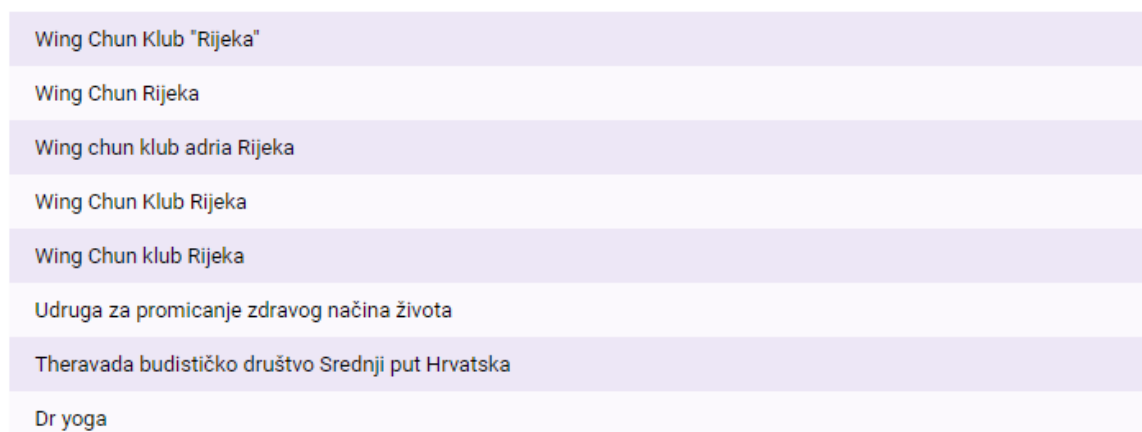 Wing Chun Klub "Rijeka"
Wing Chun Rijeka
Wing chun klub adria Rijeka
Wing Chun Klub Rijeka
Wing Chun klub Rijeka
Udruga za promicanje zdravog načina života
Theravada budističko društvo Srednji put Hrvatska
Dr yoga